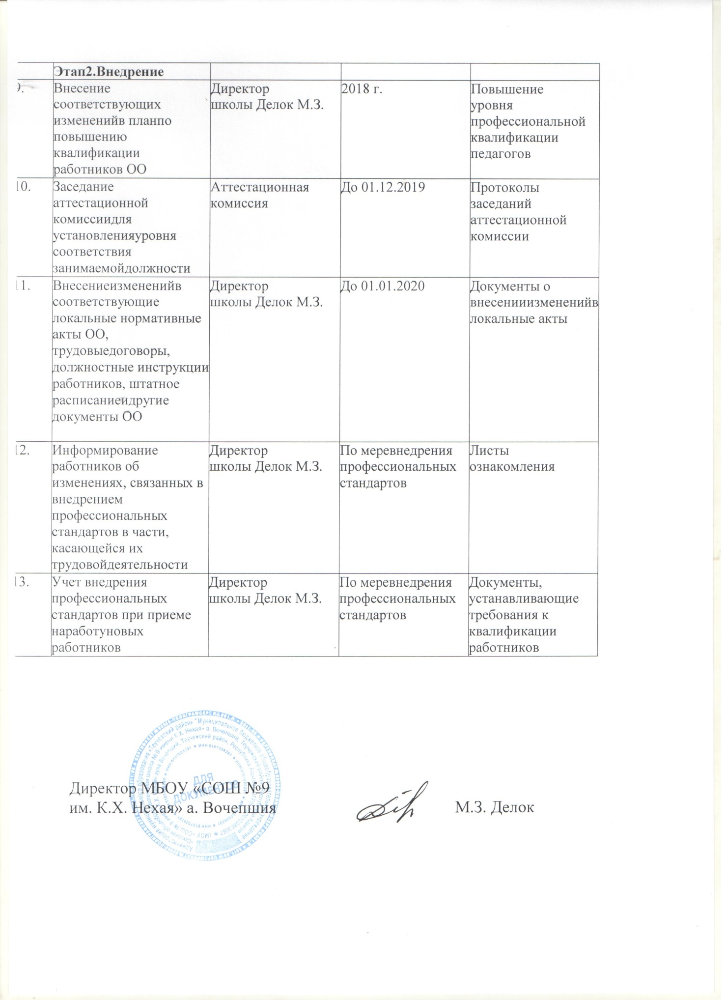 Этап2.Внедрение
9.
Внесение
соответствующих
измененийв планпо
повышению
квалификации
работников ОО
Директор
школы Делок М.З.
2018 г.
Повышение
уровня
профессиональной
квалификации
педагогов
10.
Заседание
аттестационной
комиссиидля
установленияуровня
соответствия
занимаемойдолжности
Аттестационная
комиссия
До 01.12.2019
Протоколы
заседаний
аттестационной
комиссии
11.
Внесениеизмененийв
соответствующие
локальные нормативные
акты ОО,
трудовыедоговоры,
должностные инструкции
работников, штатное
расписаниеидругие
документы ОО
Директор
школы Делок М.З.
До 01.01.2020
Документы о
внесенииизмененийв
локальные акты
12.
Информирование
работников об
изменениях, связанных в
внедрением
профессиональных
стандартов в части,
касающейся их
трудовойдеятельности
Директор
школы Делок М.З.
По меревнедрения
профессиональных
стандартов
Листы
ознакомления
13.
Учет внедрения
профессиональных
стандартов при приеме
наработуновых
работников
Директор
школы Делок М.З.
По меревнедрения
профессиональных
стандартов
Документы,
устанавливающие
требования к
квалификации
работников
ДЛЯ
ДОКУМЕНТОВ
Директор МБОУ «СОШ №9
им. К.Х. Нехая» а. Вочепшия
М.З. Делок